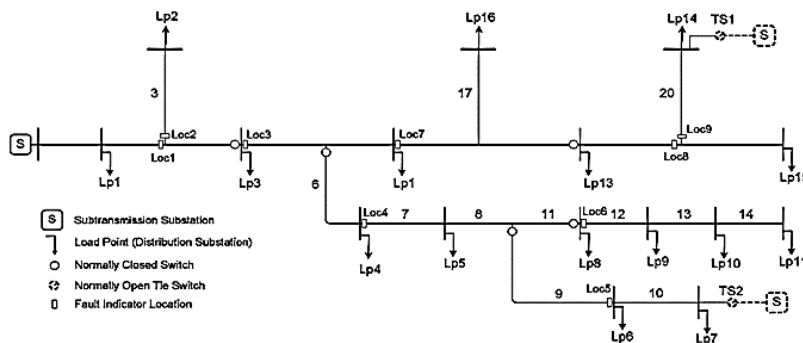 Lp2
Lp16
Lp14
TS1
S
3
17
20
Loc2
Loc3
Loc7
Loc9
S
Loc1
Loc8
Lp1
Lp3
Lp1
Lp13
Lp15
6
Loc4
7
8
11
Loc6
12
13
14
S Subtransmission Substation
Load Point (Distribution Substation)
Lp4
Lp5
Lp8
Lp9
Lp10
Lp11
Normally Closed Switch
Normally Open Tie Switch
9
Loc5
10
TS2
S
Fault Indicator Location
Lp6
Lp7